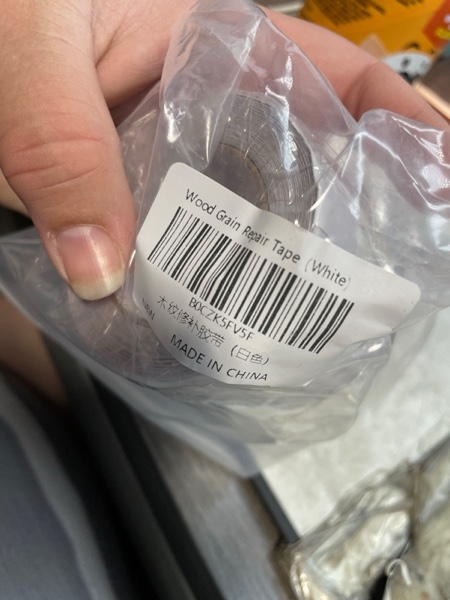 Wood Grain Repair Tape (White)
B0CZK5FV5F
木纹修补胶带 (白色)
MADE IN CHINA